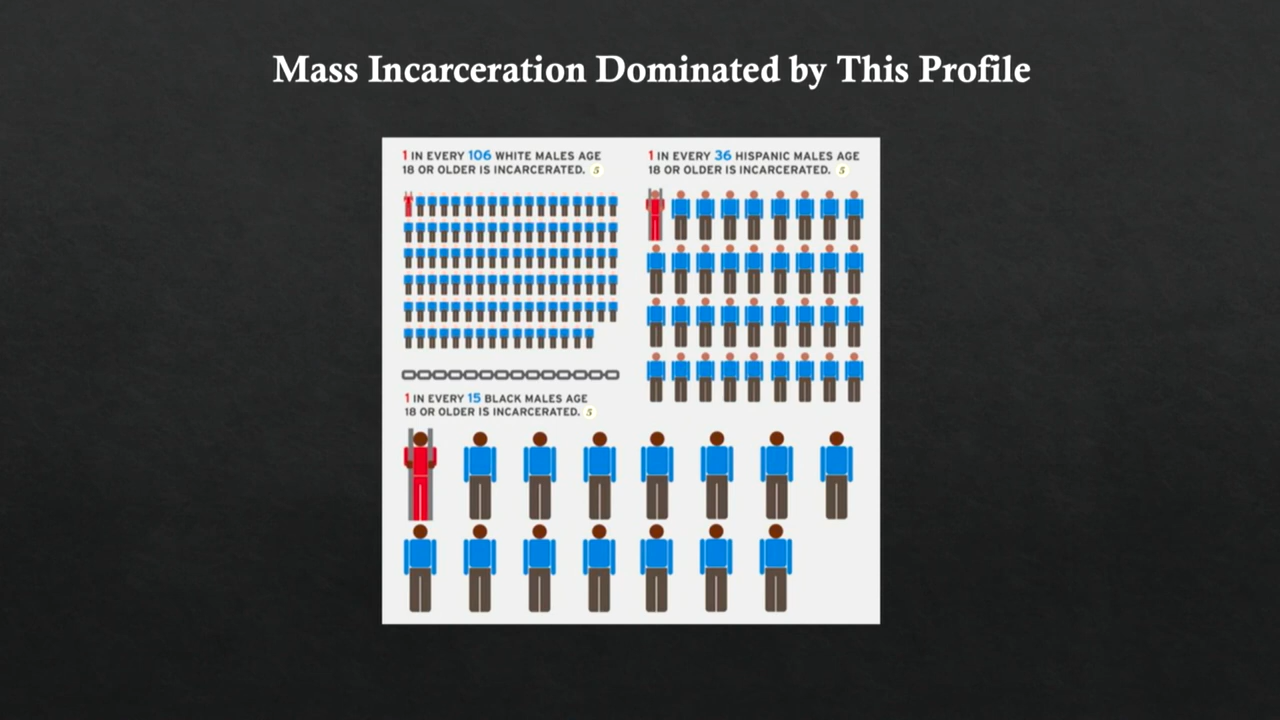 Mass Incarceration Dominated by This Profile
1 IN EVERY 106 WHITE MALES AGE
18 OR OLDER IS INCARCERATED. 5
1 IN EVERY 36 HISPANIC MALES AGE
18 OR OLDER IS INCARCERATED. 5
1 IN EVERY 15 BLACK MALES AGE
18 OR OLDER IS INCARCERATED. 5